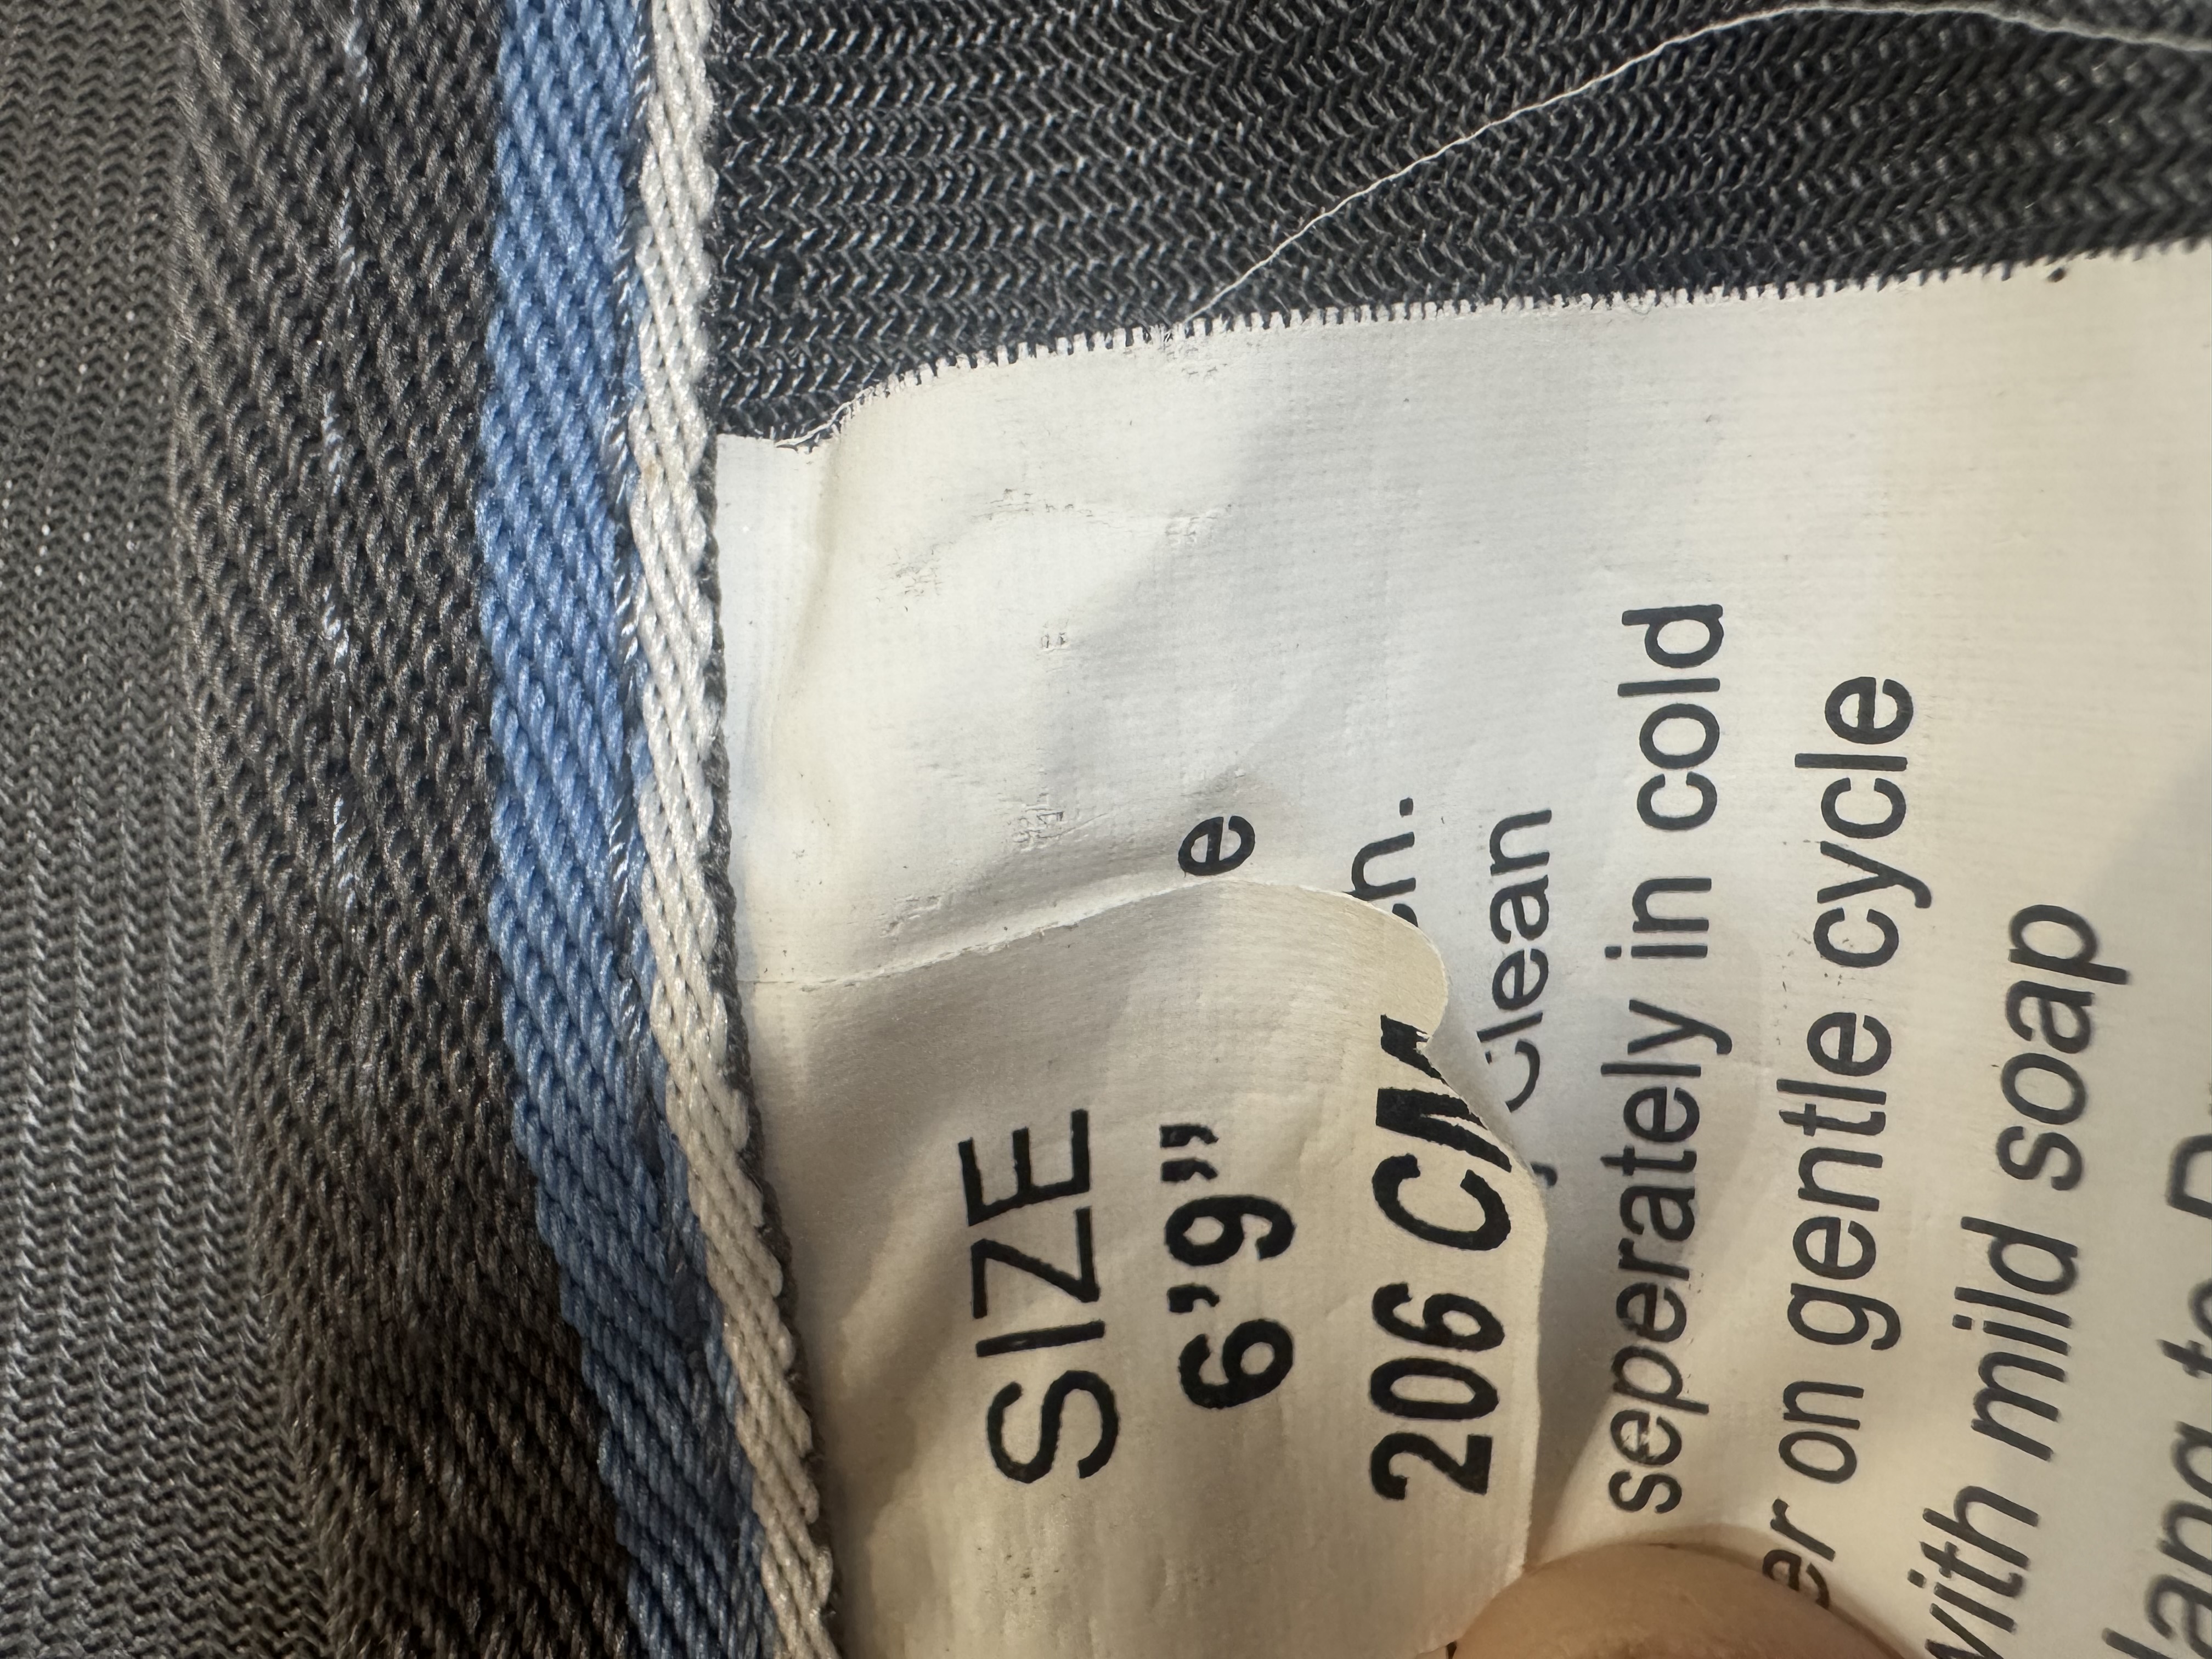 SIZE
6'9"
206 CM
clean
seperately in cold
on gentle cycle
with mild soap